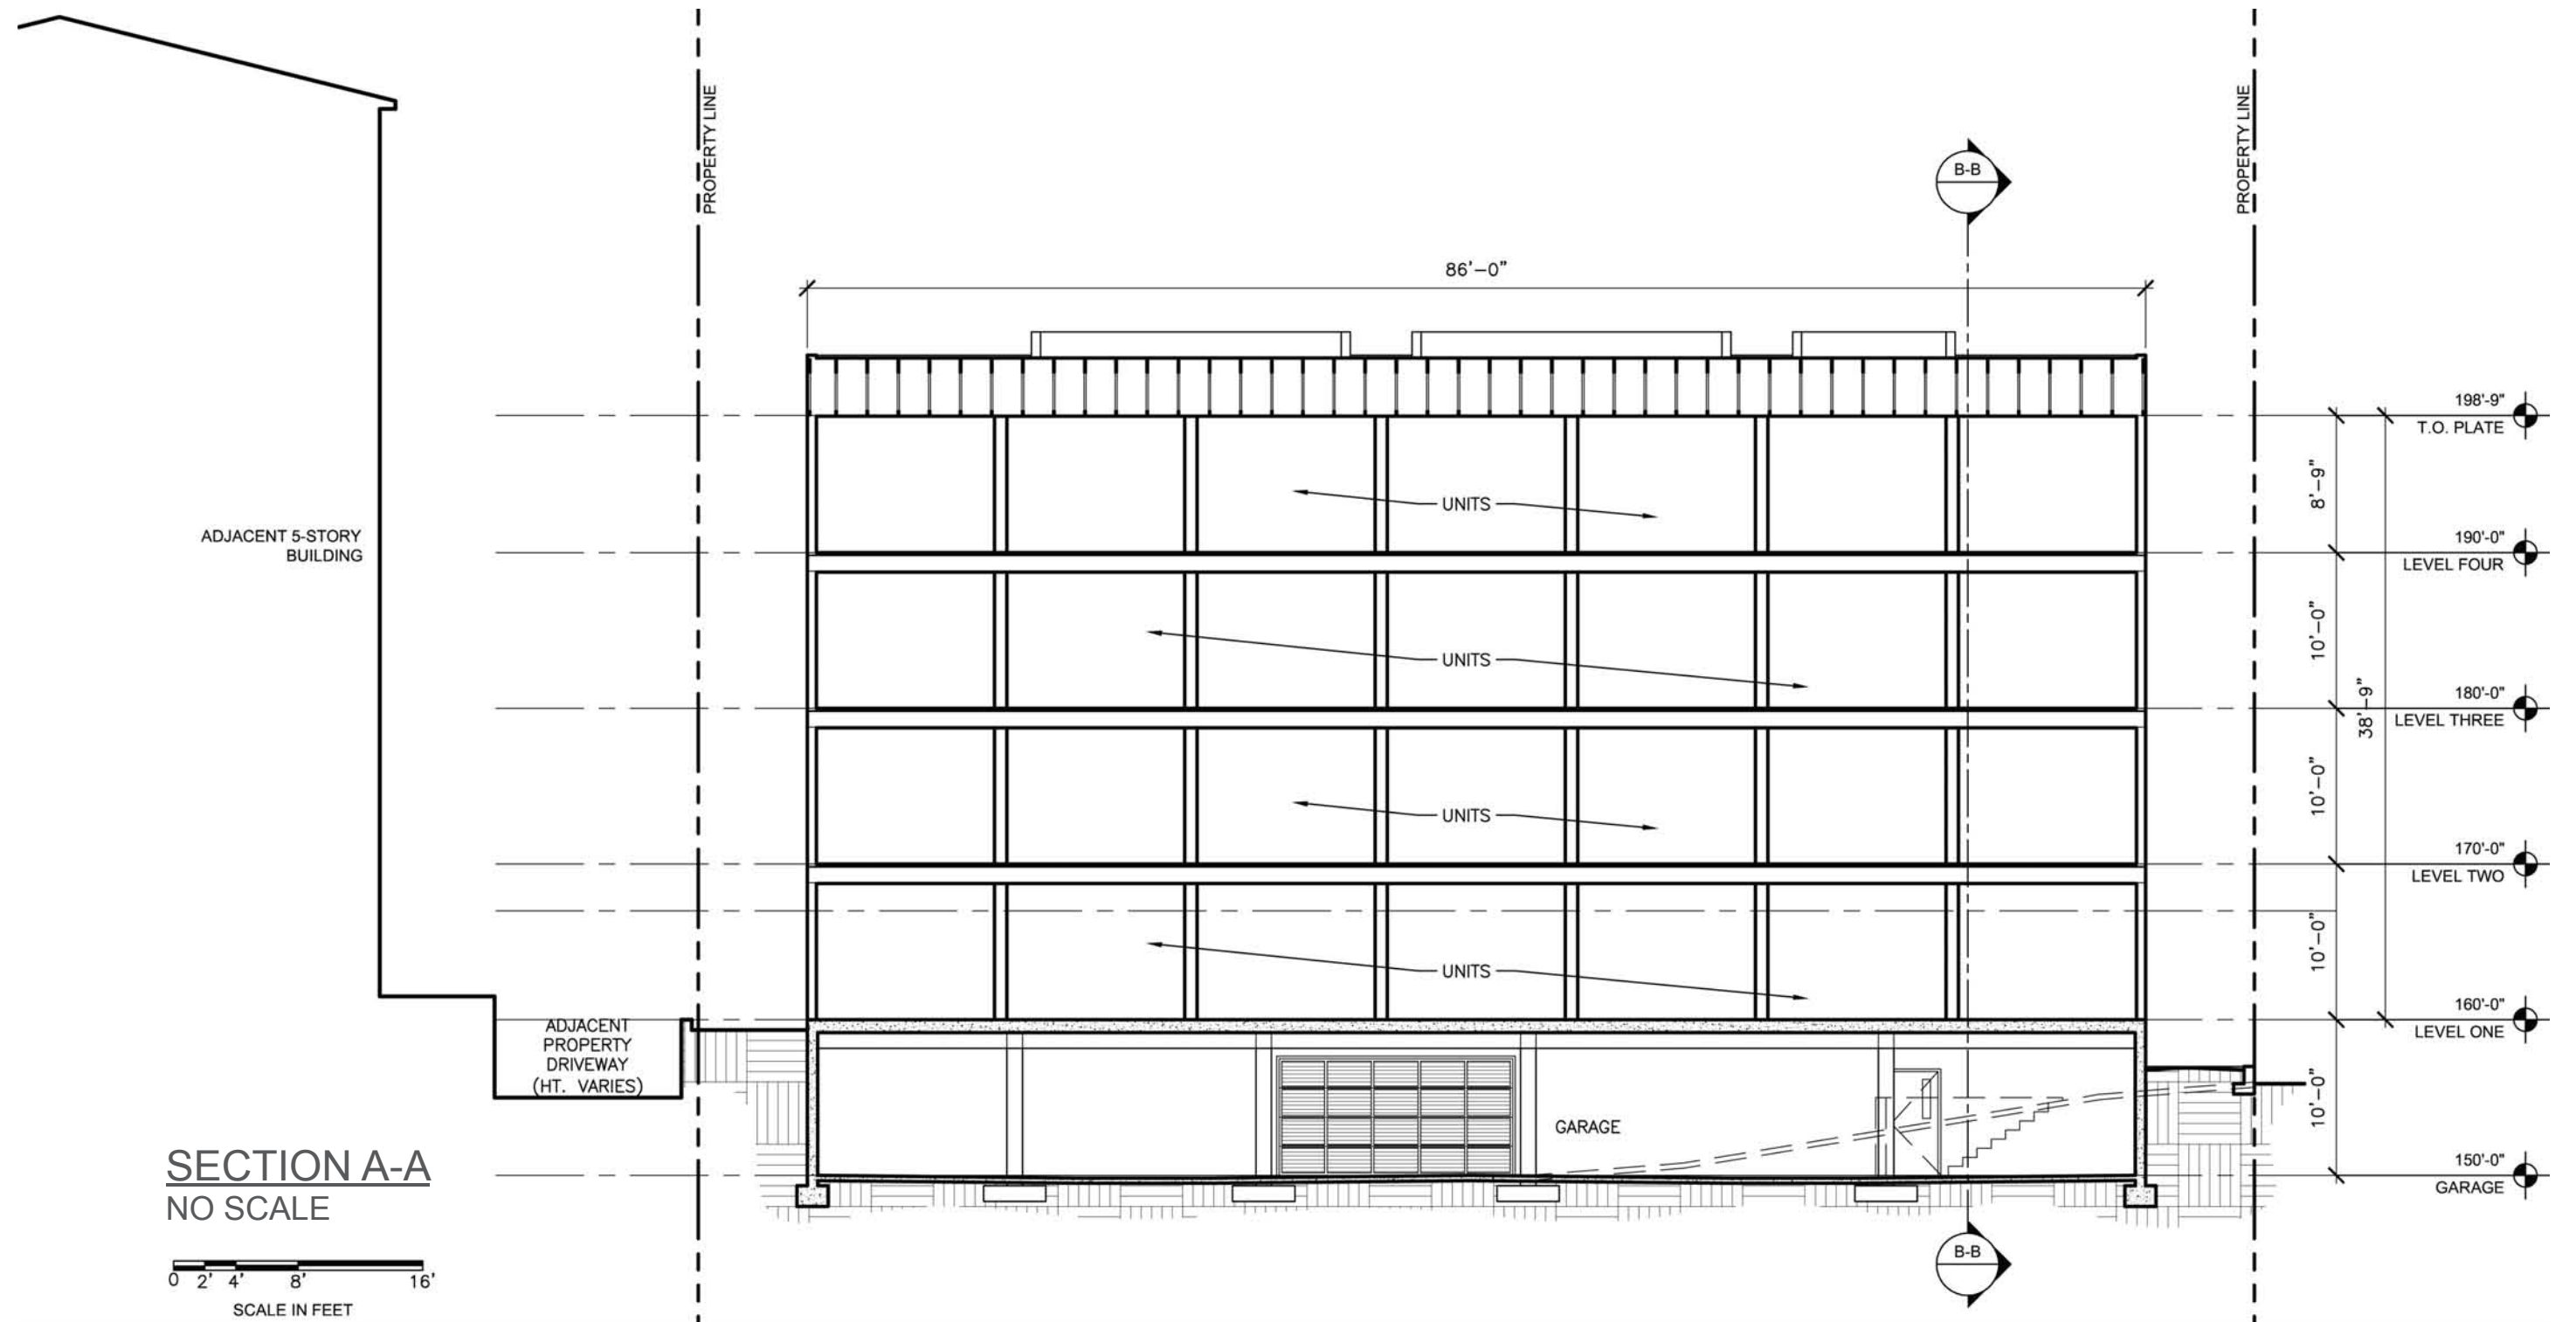 PROPERTY LINE
PROPERTY LINE
B-B
86'-0"
198'-9"
T.O. PLATE
8'-9"
UNITS
190'-0"
LEVEL FOUR
ADJACENT 5-STORY
BUILDING
10'-0"
UNITS
180'-0"
LEVEL THREE
38'-9"
10'-0"
UNITS
170'-0"
LEVEL TWO
10'-0"
UNITS
160'-0"
LEVEL ONE
ADJACENT
PROPERTY
DRIVEWAY
(HT. VARIES)
10'-0"
GARAGE
150'-0"
GARAGE
SECTION A-A
NO SCALE
B-B
0 2' 4' 8' 16'
SCALE IN FEET